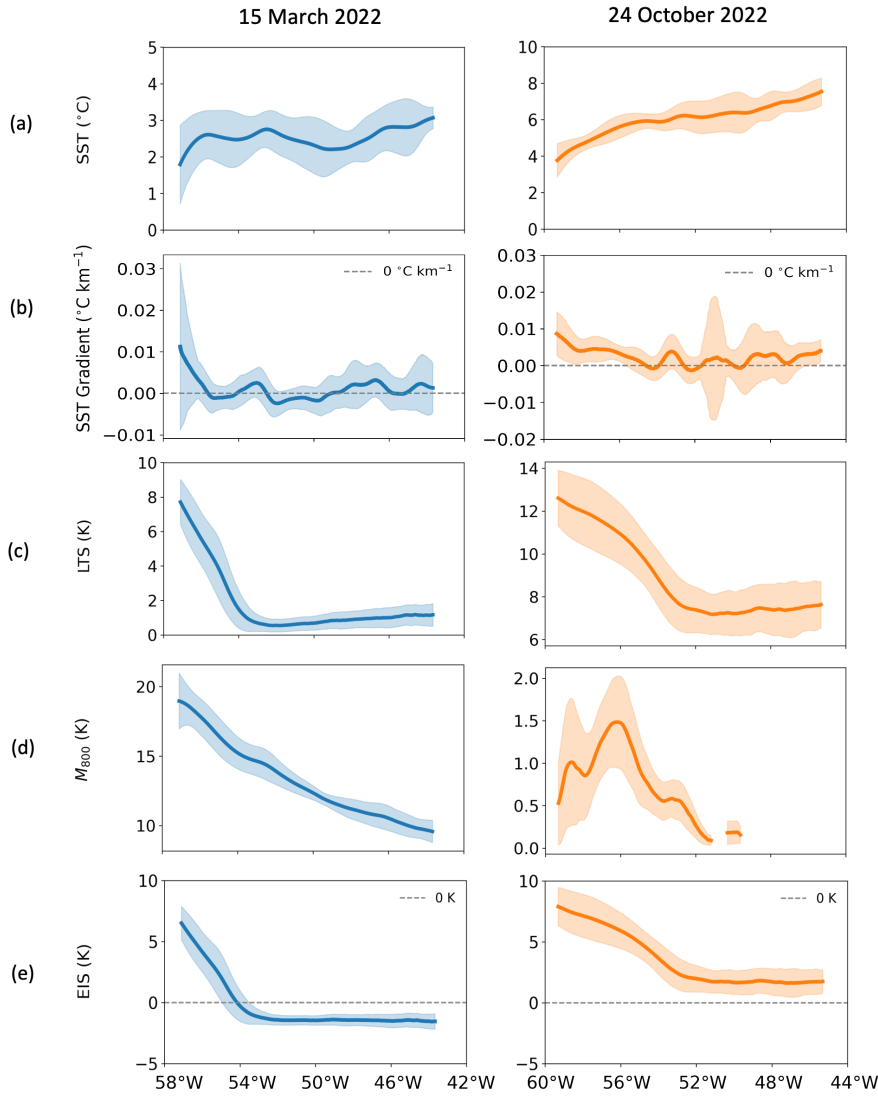 15 March 2022
24 October 2022
(a)
SST (°C)
5
4
3
2
1
0
10
8
6
4
2
0
(b)
SST Gradient (°C km−1)
0.03
0.02
0.01
0.00
−0.01
0 °C km−1
0.03
0.02
0.01
0.00
−0.01
−0.02
0 °C km−1
(c)
LTS (K)
10
8
6
4
2
0
14
12
10
8
6
(d)
M800 (K)
20
15
10
2.0
1.5
1.0
0.5
0.0
(e)
EIS (K)
10
5
0
−5
0 K
10
5
0
−5
0 K
58°W 54°W 50°W 46°W 42°W
60°W 56°W 52°W 48°W 44°W